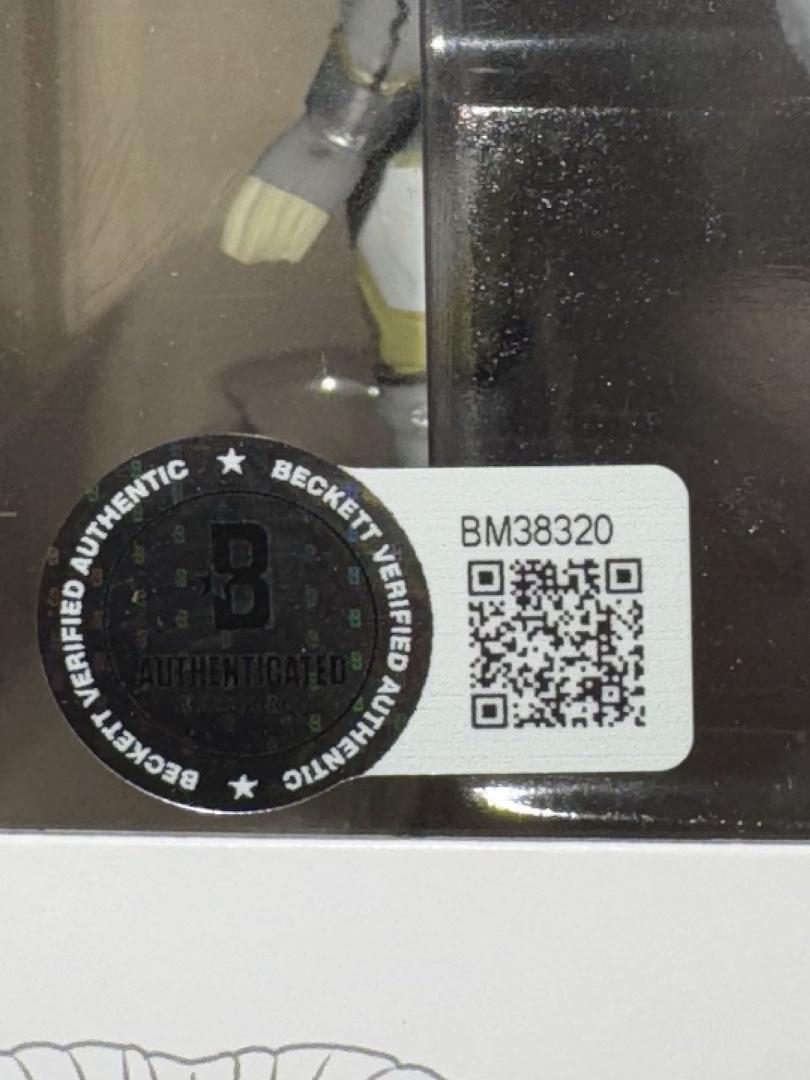 BECKETT VERIFIED AUTHENTIC
BECKETT VERIFIED AUTHENTIC
B
AUTHENTICATED
BM38320